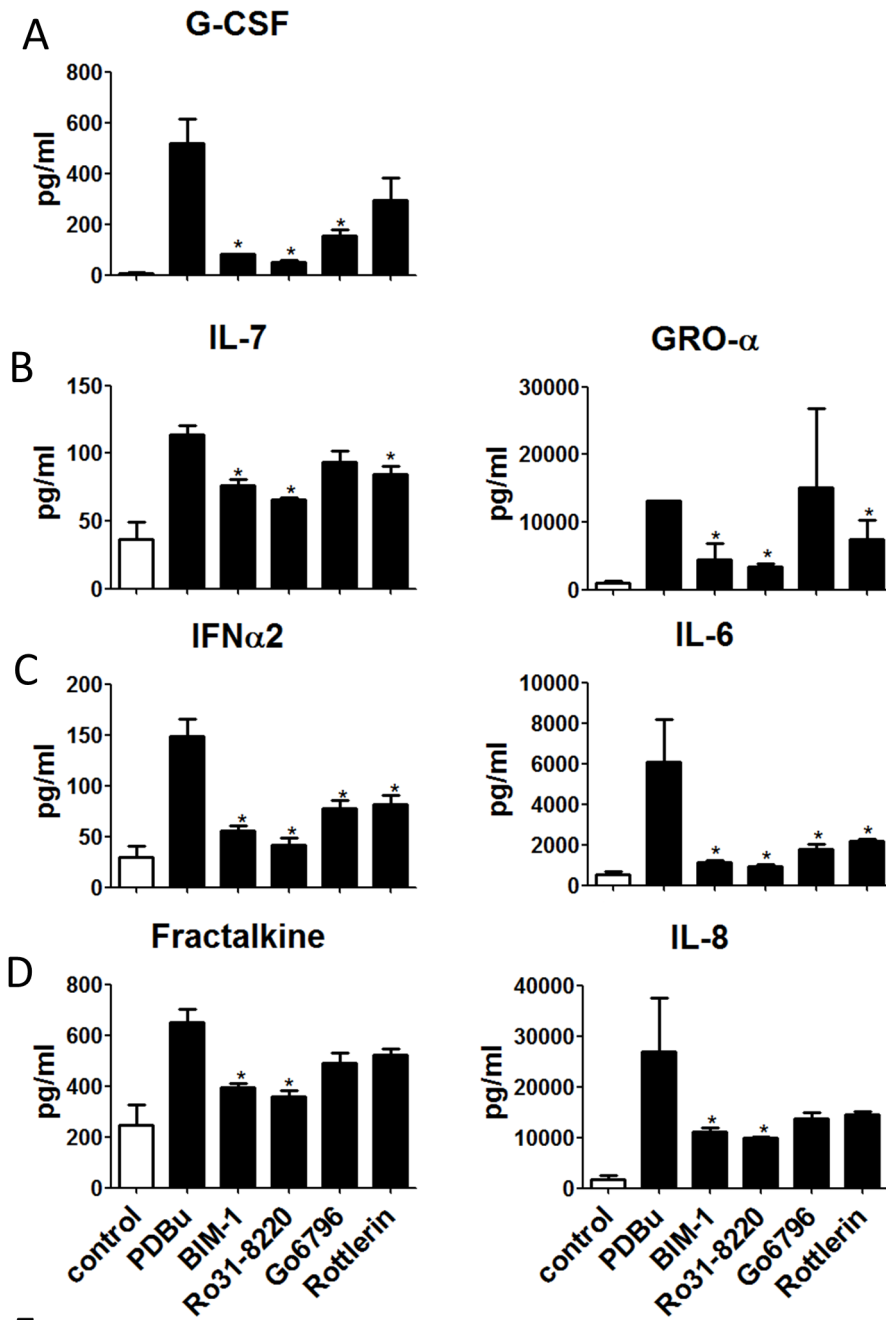 A
G-CSF
pg/ml
800
600
400
200
0
*
*
*
B
IL-7
pg/ml
150
100
50
0
*
*
*
GRO-α
pg/ml
30000
20000
10000
0
*
*
*
C
IFNα2
pg/ml
200
150
100
50
0
*
*
*
*
IL-6
pg/ml
10000
8000
6000
4000
2000
0
*
*
*
*
D
Fractalkine
pg/ml
800
600
400
200
0
*
*
control
PDBu
BIM-1
Ro31-8220
Go6796
Rottlerin
IL-8
pg/ml
40000
30000
20000
10000
0
*
*
control
PDBu
BIM-1
Ro31-8220
Go6796
Rottlerin